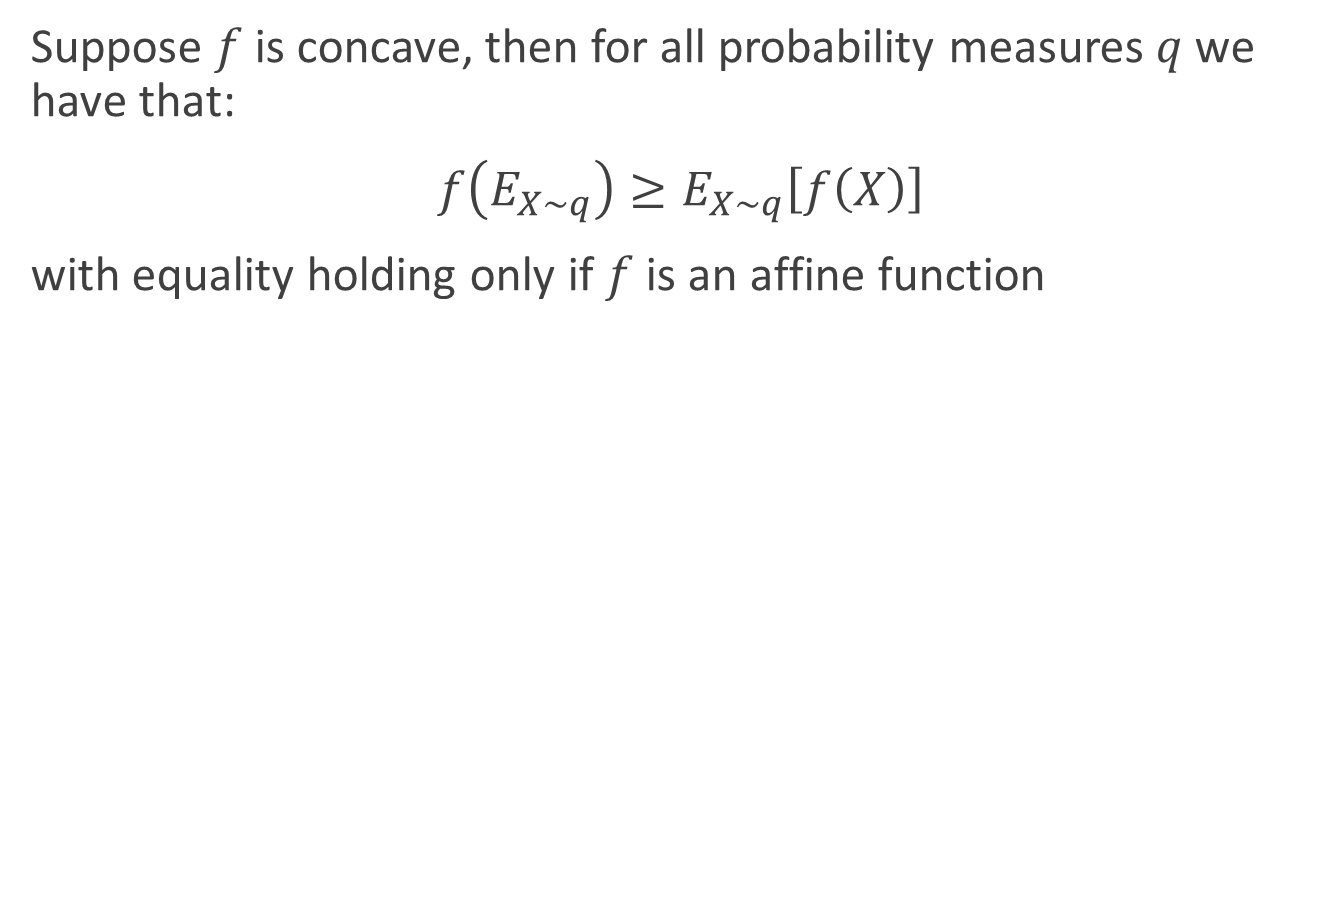 Suppose 𝑓 is concave, then for all probability measures 𝑞 we
have that:
𝑓(𝐸_{𝑋~𝑞}) ≥ 𝐸_{𝑋~𝑞}[𝑓(𝑋)]
with equality holding only if 𝑓 is an affine function